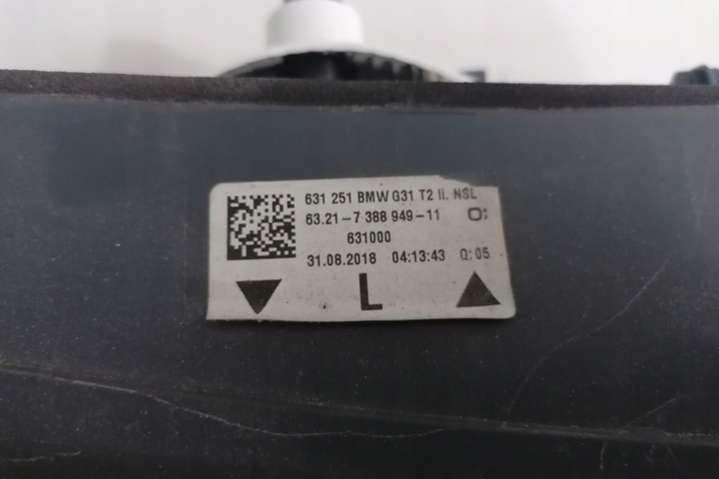 631 251 BMW G31 T2 li. NSL
63.21-7 388 949-11 O:
631000
31.08.2018 04:13:43 Q:05
L